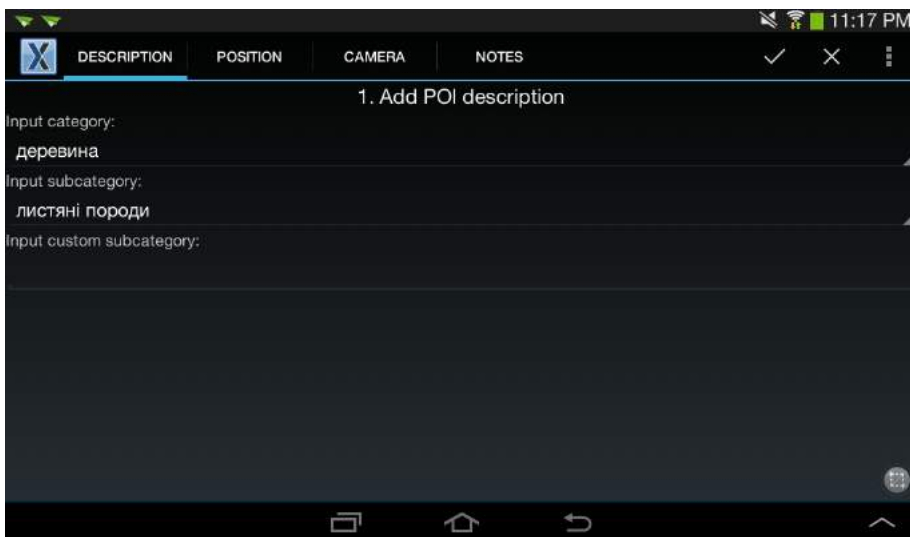 11:17 PM
X DESCRIPTION POSITION CAMERA NOTES
1. Add POI description
Input category:
деревина
Input subcategory:
листяні породи
Input custom subcategory: